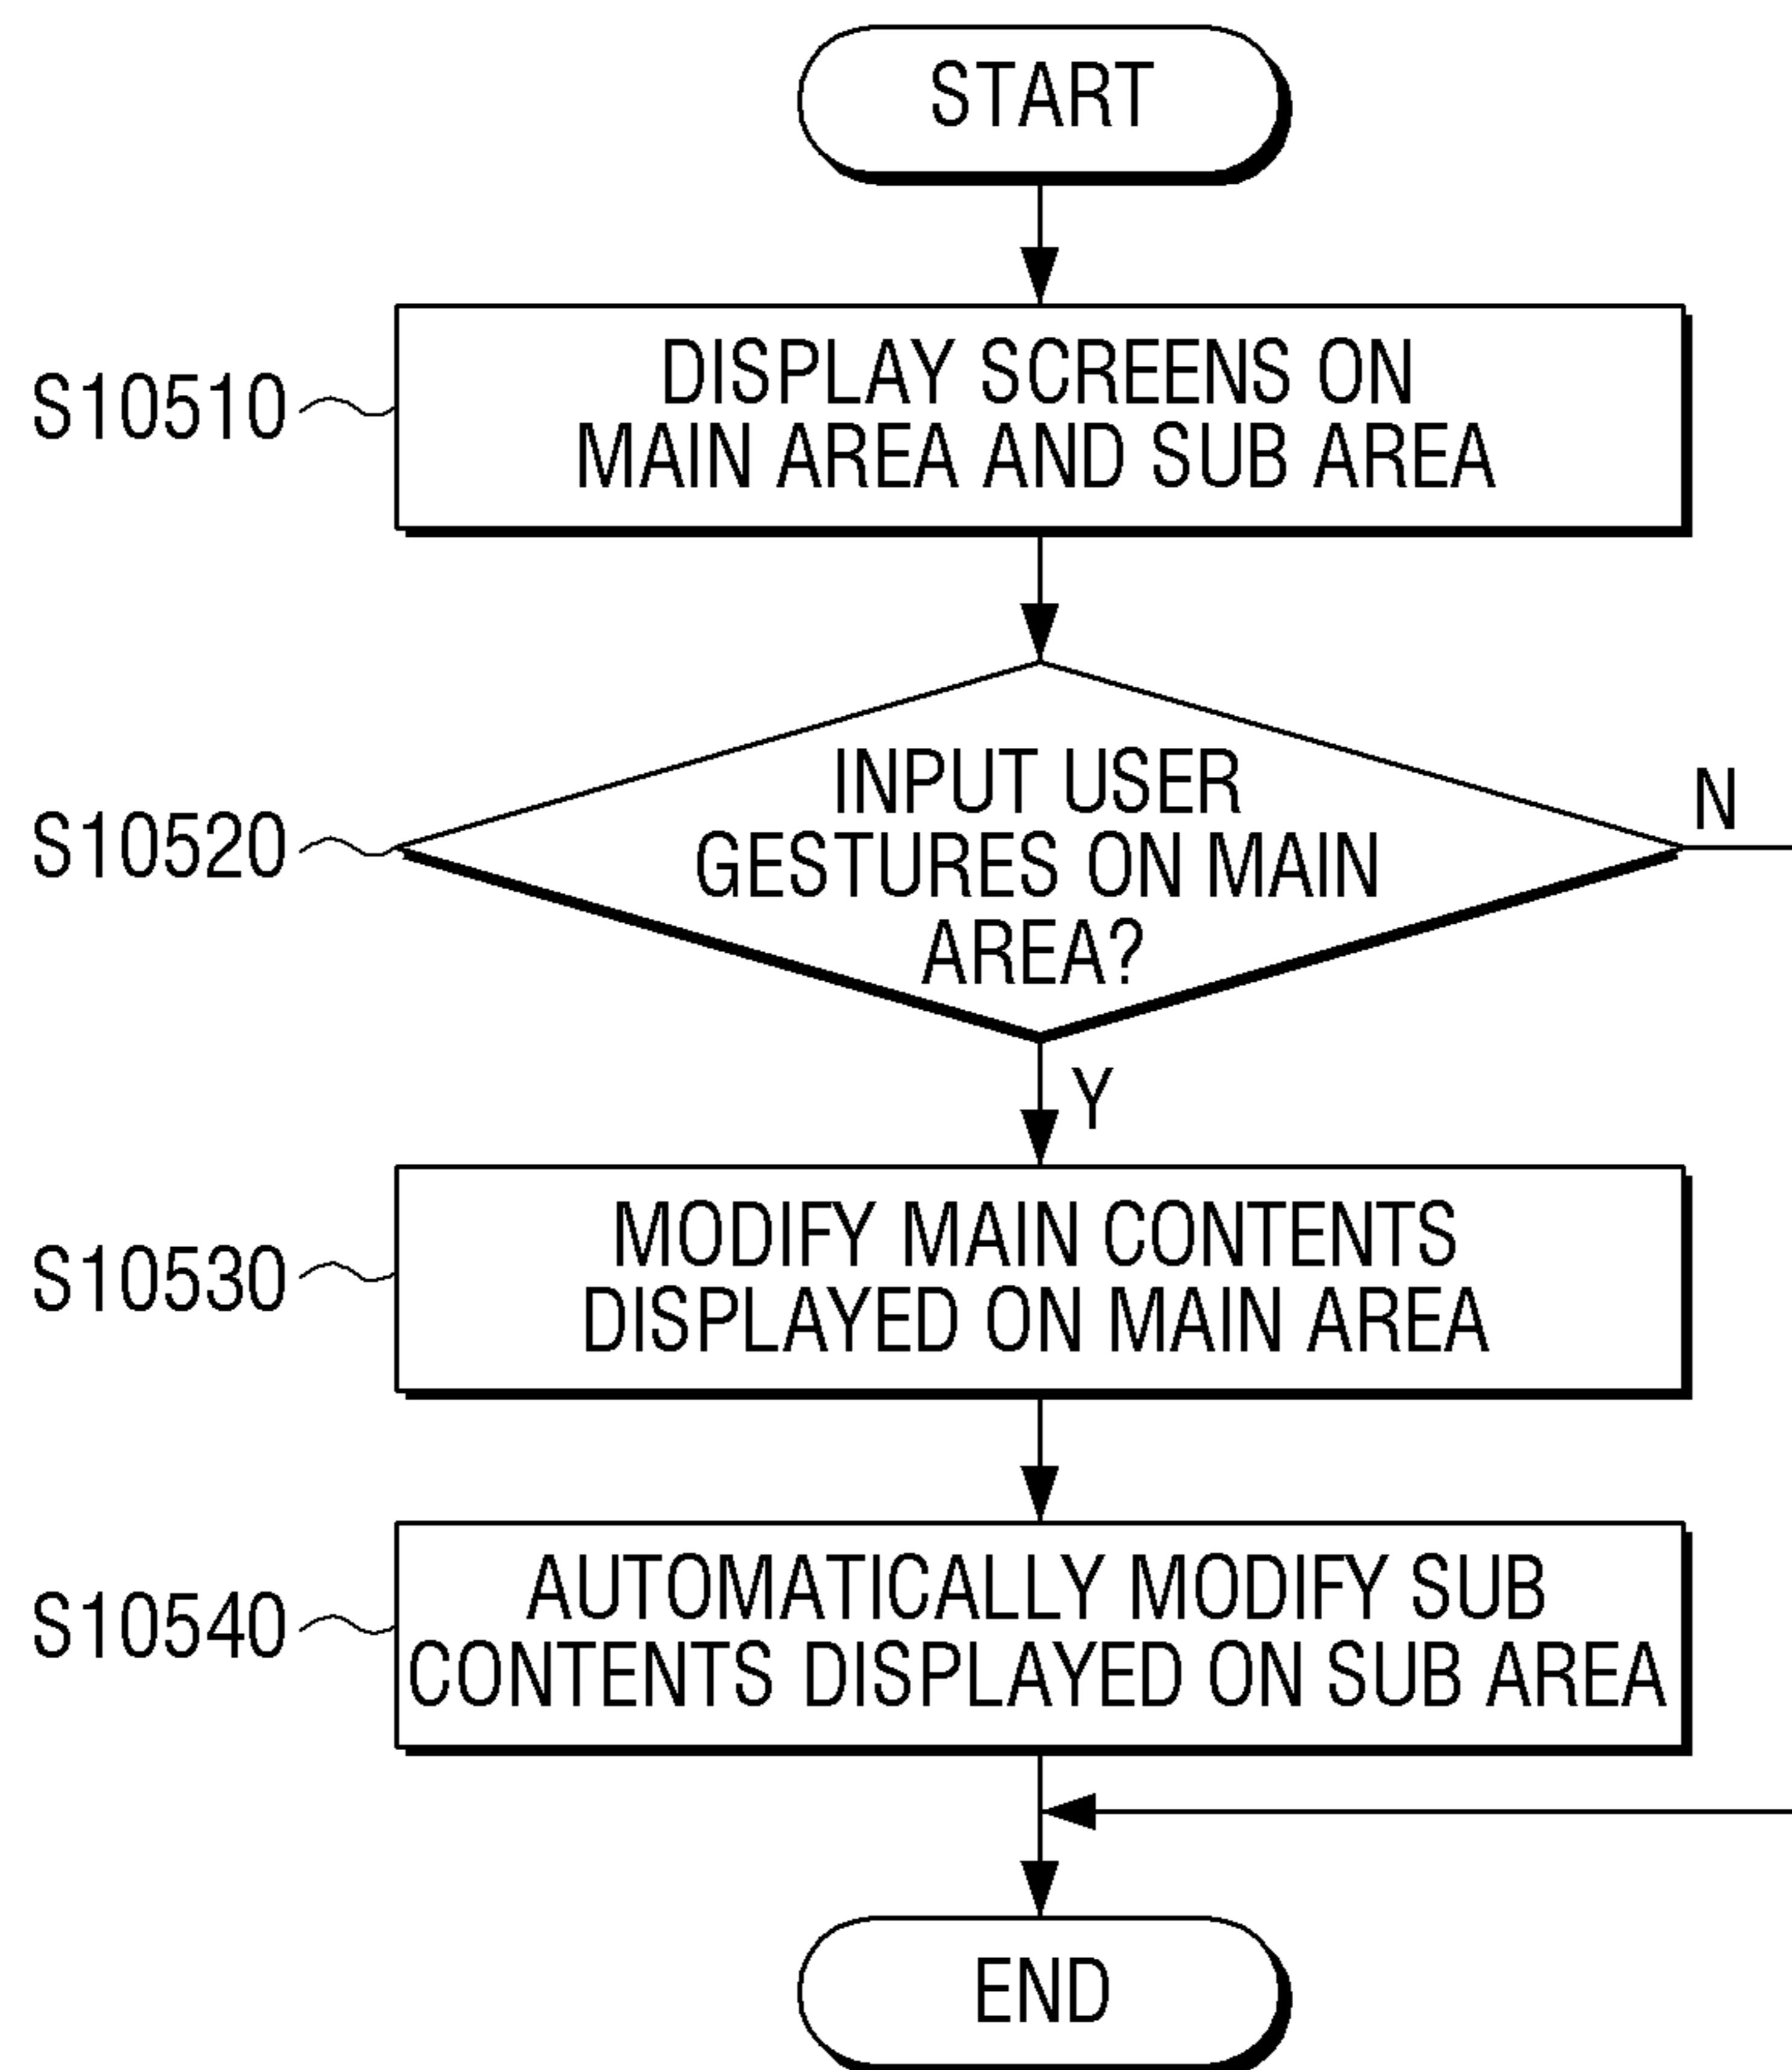 START
S10510
DISPLAY SCREENS ON
MAIN AREA AND SUB AREA
S10520
INPUT USER
GESTURES ON MAIN
AREA?
N
Y
S10530
MODIFY MAIN CONTENTS
DISPLAYED ON MAIN AREA
S10540
AUTOMATICALLY MODIFY SUB
CONTENTS DISPLAYED ON SUB AREA
END